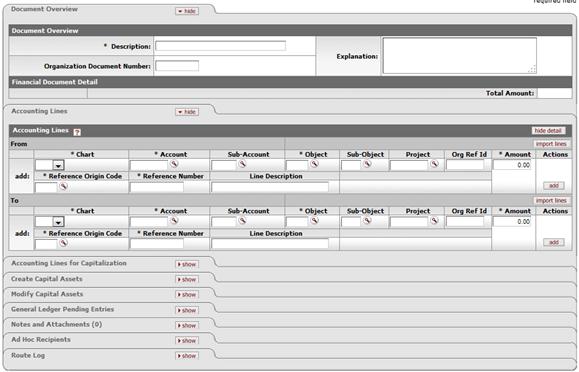 required field
Document Overview hide
Document Overview
* Description: Explanation:
Organization Document Number:
Financial Document Detail
Total Amount:
Accounting Lines hide
Accounting Lines ? hide detail
From import lines
* Chart * Account Sub-Account * Object Sub-Object Project Org Ref Id * Amount Actions
add: 0.00
* Reference Origin Code * Reference Number Line Description
add
To import lines
* Chart * Account Sub-Account * Object Sub-Object Project Org Ref Id * Amount Actions
add: 0.00
* Reference Origin Code * Reference Number Line Description
add
Accounting Lines for Capitalization show
Create Capital Assets show
Modify Capital Assets show
General Ledger Pending Entries show
Notes and Attachments (0) show
Ad Hoc Recipients show
Route Log show